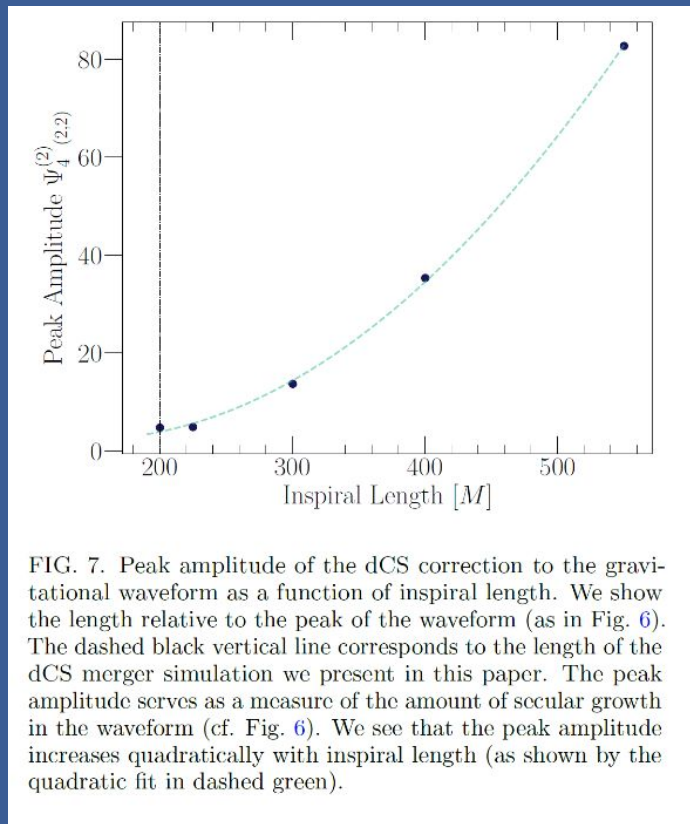 80
60
40
20
0
Peak Amplitude Ψ₄⁽²⁾₍₂.₂₎
200 300 400 500
Inspiral Length [M]
FIG. 7. Peak amplitude of the dCS correction to the gravi-
tational waveform as a function of inspiral length. We show
the length relative to the peak of the waveform (as in Fig. 6).
The dashed black vertical line corresponds to the length of the
dCS merger simulation we present in this paper. The peak
amplitude serves as a measure of the amount of secular growth
in the waveform (cf. Fig. 6). We see that the peak amplitude
increases quadratically with inspiral length (as shown by the
quadratic fit in dashed green).